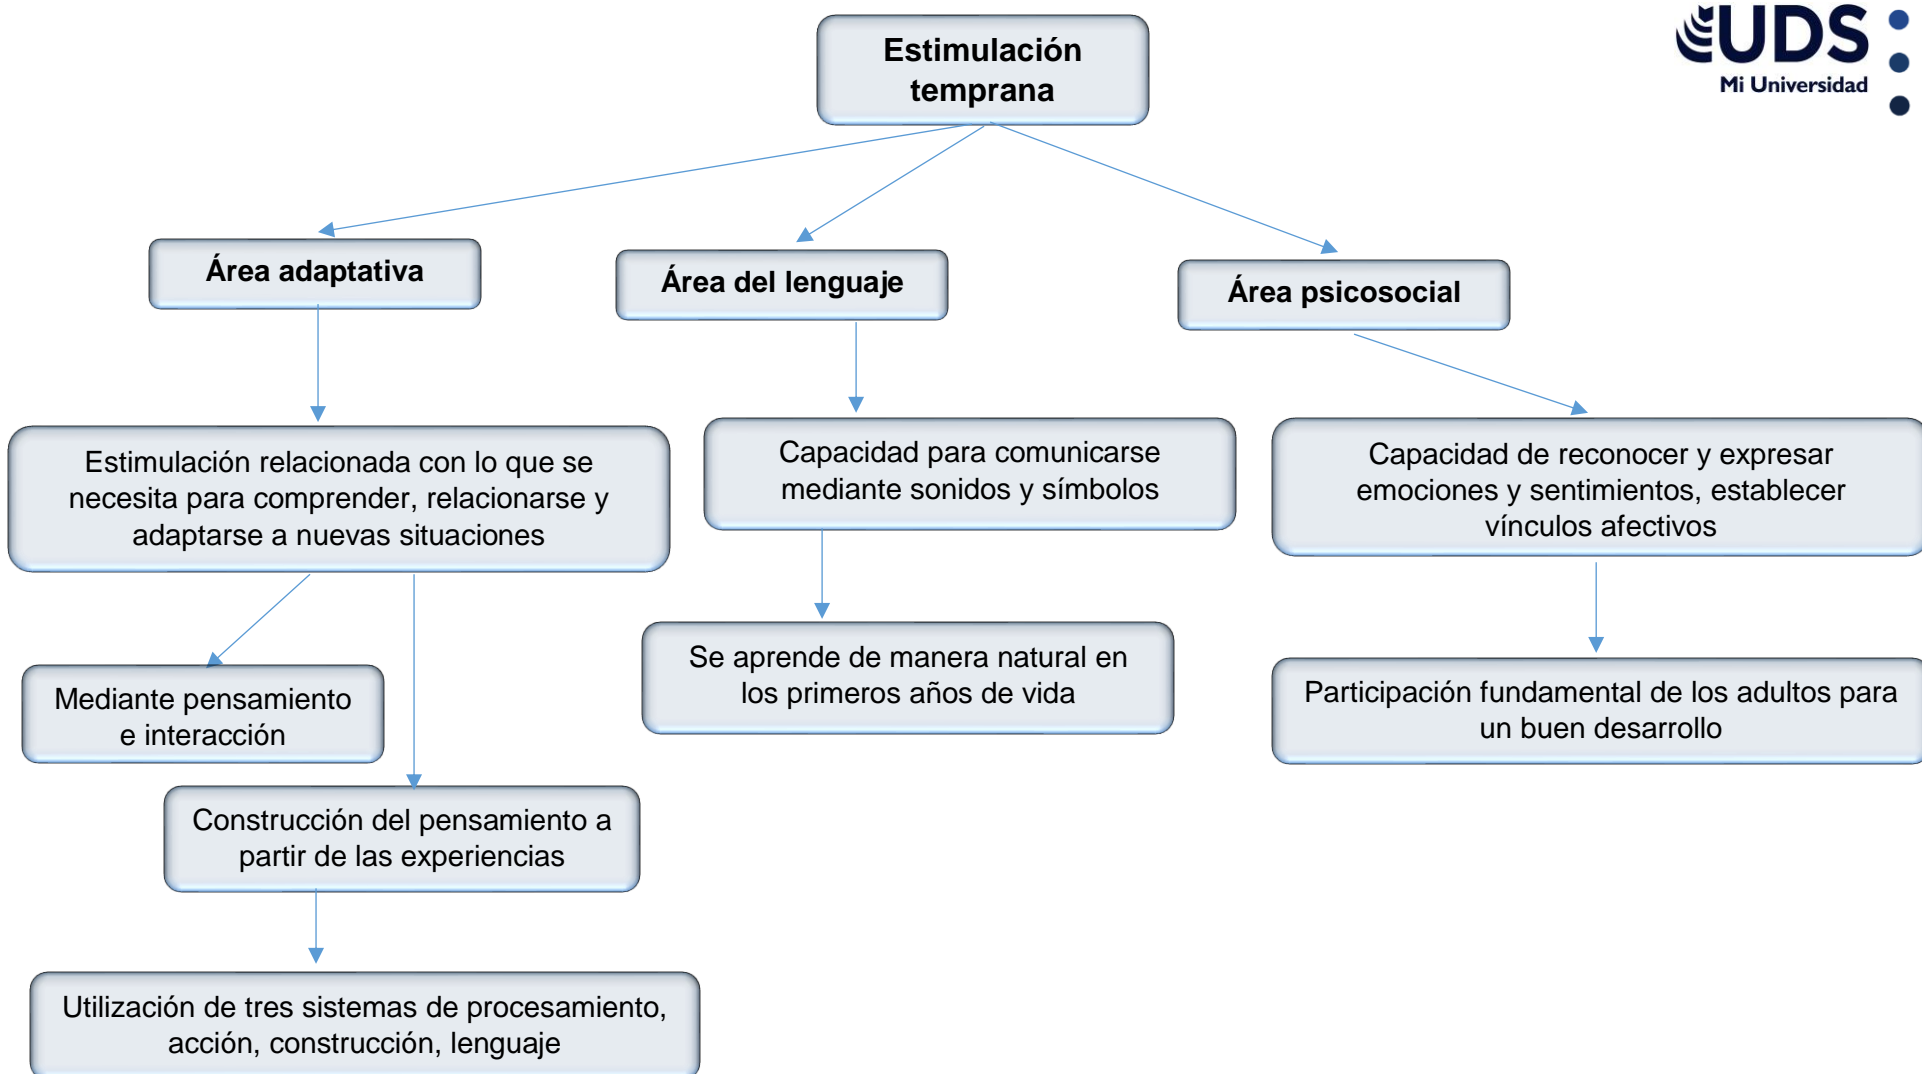 Estimulación
temprana
UDS
Mi Universidad
Área adaptativa
Área del lenguaje
Área psicosocial
Estimulación relacionada con lo que se
necesita para comprender, relacionarse y
adaptarse a nuevas situaciones
Capacidad para comunicarse
mediante sonidos y símbolos
Capacidad de reconocer y expresar
emociones y sentimientos, establecer
vínculos afectivos
Mediante pensamiento
e interacción
Se aprende de manera natural en
los primeros años de vida
Participación fundamental de los adultos para
un buen desarrollo
Construcción del pensamiento a
partir de las experiencias
Utilización de tres sistemas de procesamiento,
acción, construcción, lenguaje